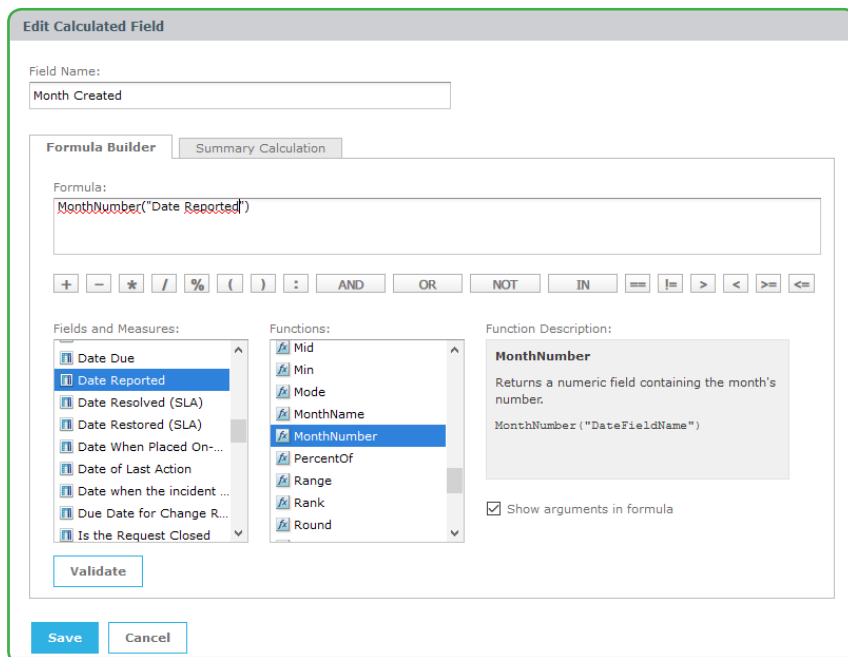 Edit Calculated Field
Field Name:
Month Created
Formula Builder
Summary Calculation
Formula:
MonthNumber("Date Reported")
+ − * / % ( ) : AND OR NOT IN == != > < >= <=
Fields and Measures:
Date Due
Date Reported
Date Resolved (SLA)
Date Restored (SLA)
Date When Placed On-...
Date of Last Action
Date when the incident ...
Due Date for Change R...
Is the Request Closed
Functions:
Mid
Min
Mode
MonthName
MonthNumber
PercentOf
Range
Rank
Round
Function Description:
MonthNumber
Returns a numeric field containing the month's
number.
MonthNumber("DateFieldName")
Show arguments in formula
Validate
Save
Cancel